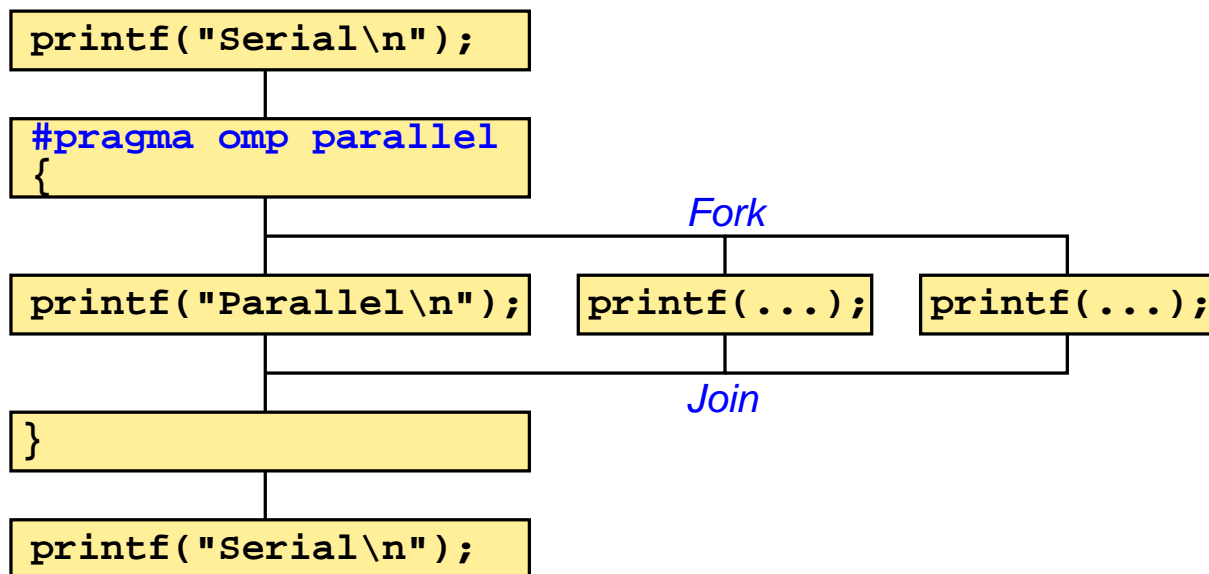 printf("Serial\n");
#pragma omp parallel
{
Fork
printf("Parallel\n");
printf(...);
printf(...);
Join
}
printf("Serial\n");